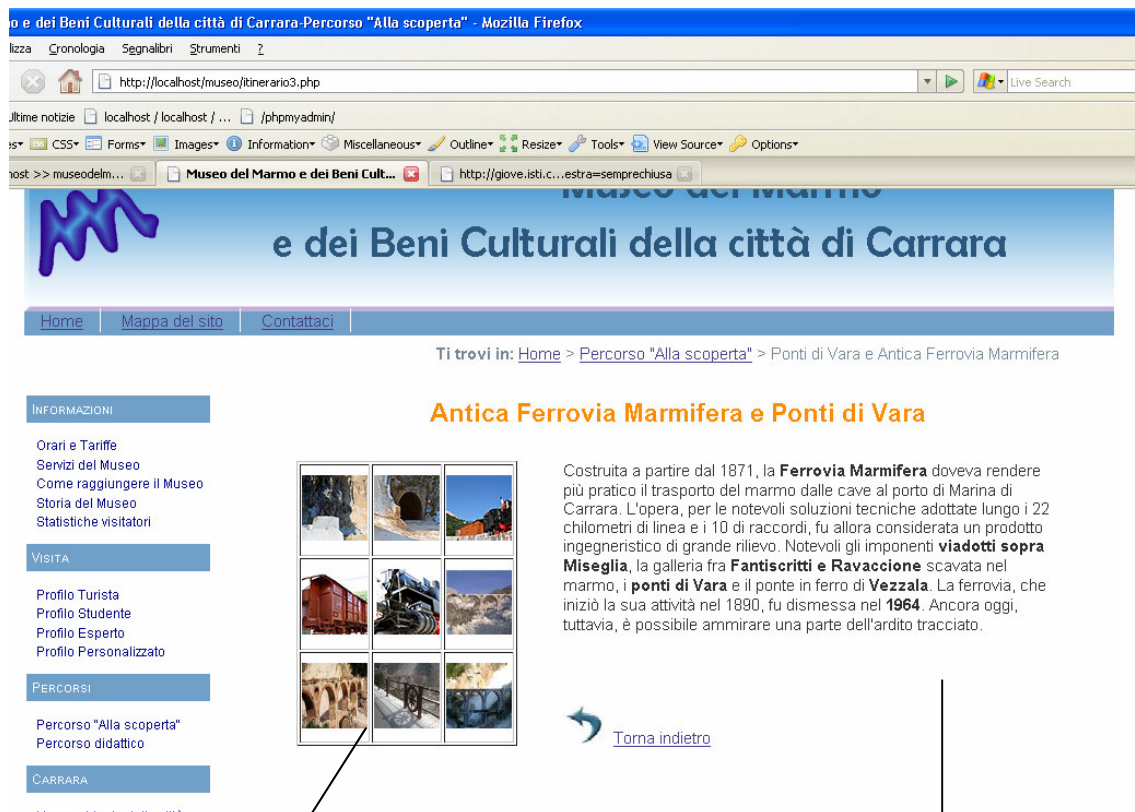 o e dei Beni Culturali della città di Carrara-Percorso "Alla scoperta" - Mozilla Firefox
lizza Cronologia Segnalibri Strumenti ?
http://localhost/museo/itinerario3.php
Live Search
ultime notizie localhost / localhost / ... /phpmyadmin/
es CSS Forms Images Information Miscellaneous Outline Resize Tools View Source Options
host >> museodelm... Museo del Marmo e dei Beni Cult... http://giove.isti.c...estra=semprechiusa
Museo del Marmo
e dei Beni Culturali della città di Carrara
Home Mappa del sito Contattaci
Ti trovi in: Home > Percorso "Alla scoperta" > Ponti di Vara e Antica Ferrovia Marmifera
INFORMAZIONI
Orari e Tariffe
Servizi del Museo
Come raggiungere il Museo
Storia del Museo
Statistiche visitatori
VISITA
Profilo Turista
Profilo Studente
Profilo Esperto
Profilo Personalizzato
PERCORSI
Percorso "Alla scoperta"
Percorso didattico
CARRARA
Antica Ferrovia Marmifera e Ponti di Vara
Costruita a partire dal 1871, la Ferrovia Marmifera doveva rendere
più pratico il trasporto del marmo dalle cave al porto di Marina di
Carrara. L'opera, per le notevoli soluzioni tecniche adottate lungo i 22
chilometri di linea e i 10 di raccordi, fu allora considerata un prodotto
ingegneristico di grande rilievo. Notevoli gli imponenti viadotti sopra
Miseglia, la galleria fra Fantiscritti e Ravaccione scavata nel
marmo, i ponti di Vara e il ponte in ferro di Vezzala. La ferrovia, che
iniziò la sua attività nel 1890, fu dismessa nel 1964. Ancora oggi,
tuttavia, è possibile ammirare una parte dell'ardito tracciato.
Torna indietro